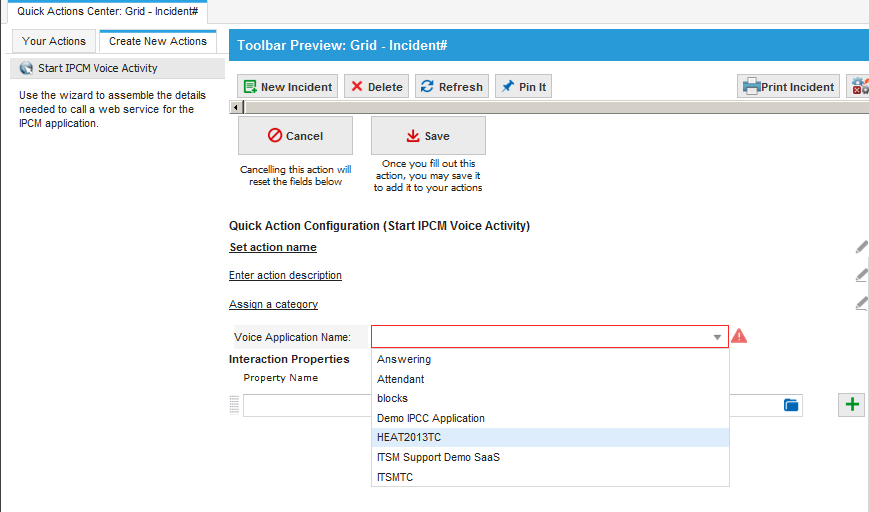 Quick Actions Center: Grid - Incident#
Your Actions
Create New Actions
Start IPCM Voice Activity
Use the wizard to assemble the details
needed to call a web service for the
IPCM application.
Toolbar Preview: Grid - Incident#
New Incident
Delete
Refresh
Pin It
Print Incident
Cancel
Save
Cancelling this action will
reset the fields below
Once you fill out this
action, you may save it
to add it to your actions
Quick Action Configuration (Start IPCM Voice Activity)
Set action name
Enter action description
Assign a category
Voice Application Name:
Interaction Properties
Property Name
Answering
Attendant
blocks
Demo IPCC Application
HEAT2013TC
ITSM Support Demo SaaS
ITSMTC